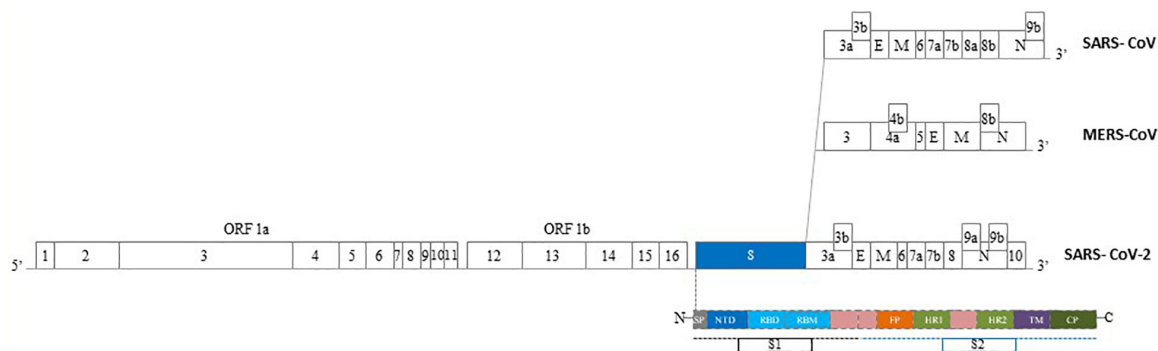 3b 9b
3a E M 6 7a 7b 8a 8b N 3’ SARS- CoV
4b 8b
3 4a 5 E M N 3’ MERS-CoV
ORF 1a ORF 1b
3b 9a 9b
5’ 1 2 3 4 5 6 7 8 9 10 11 12 13 14 15 16 S 3a E M 6 7a 7b 8 N 10 3’ SARS- CoV-2
N SP NTD RBD RBM FP HR1 HR2 TM CP C
S1 S2